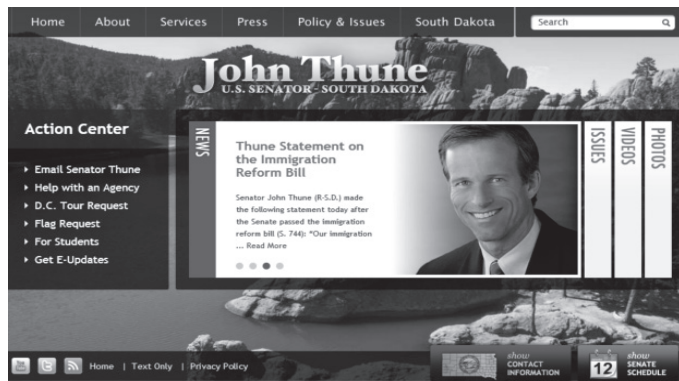 Home About Services Press Policy & Issues South Dakota Search
John Thune
U.S. SENATOR - SOUTH DAKOTA
Action Center
Email Senator Thune
Help with an Agency
D.C. Tour Request
Flag Request
For Students
Get E-Updates
NEWS
Thune Statement on
the Immigration
Reform Bill
Senator John Thune (R-S.D.) made
the following statement today after
the Senate passed the immigration
reform bill (S. 744): "Our immigration
... Read More
ISSUES
VIDEOS
PHOTOS
Home | Text Only | Privacy Policy
show
CONTACT
INFORMATION
12
show
SENATE
SCHEDULE